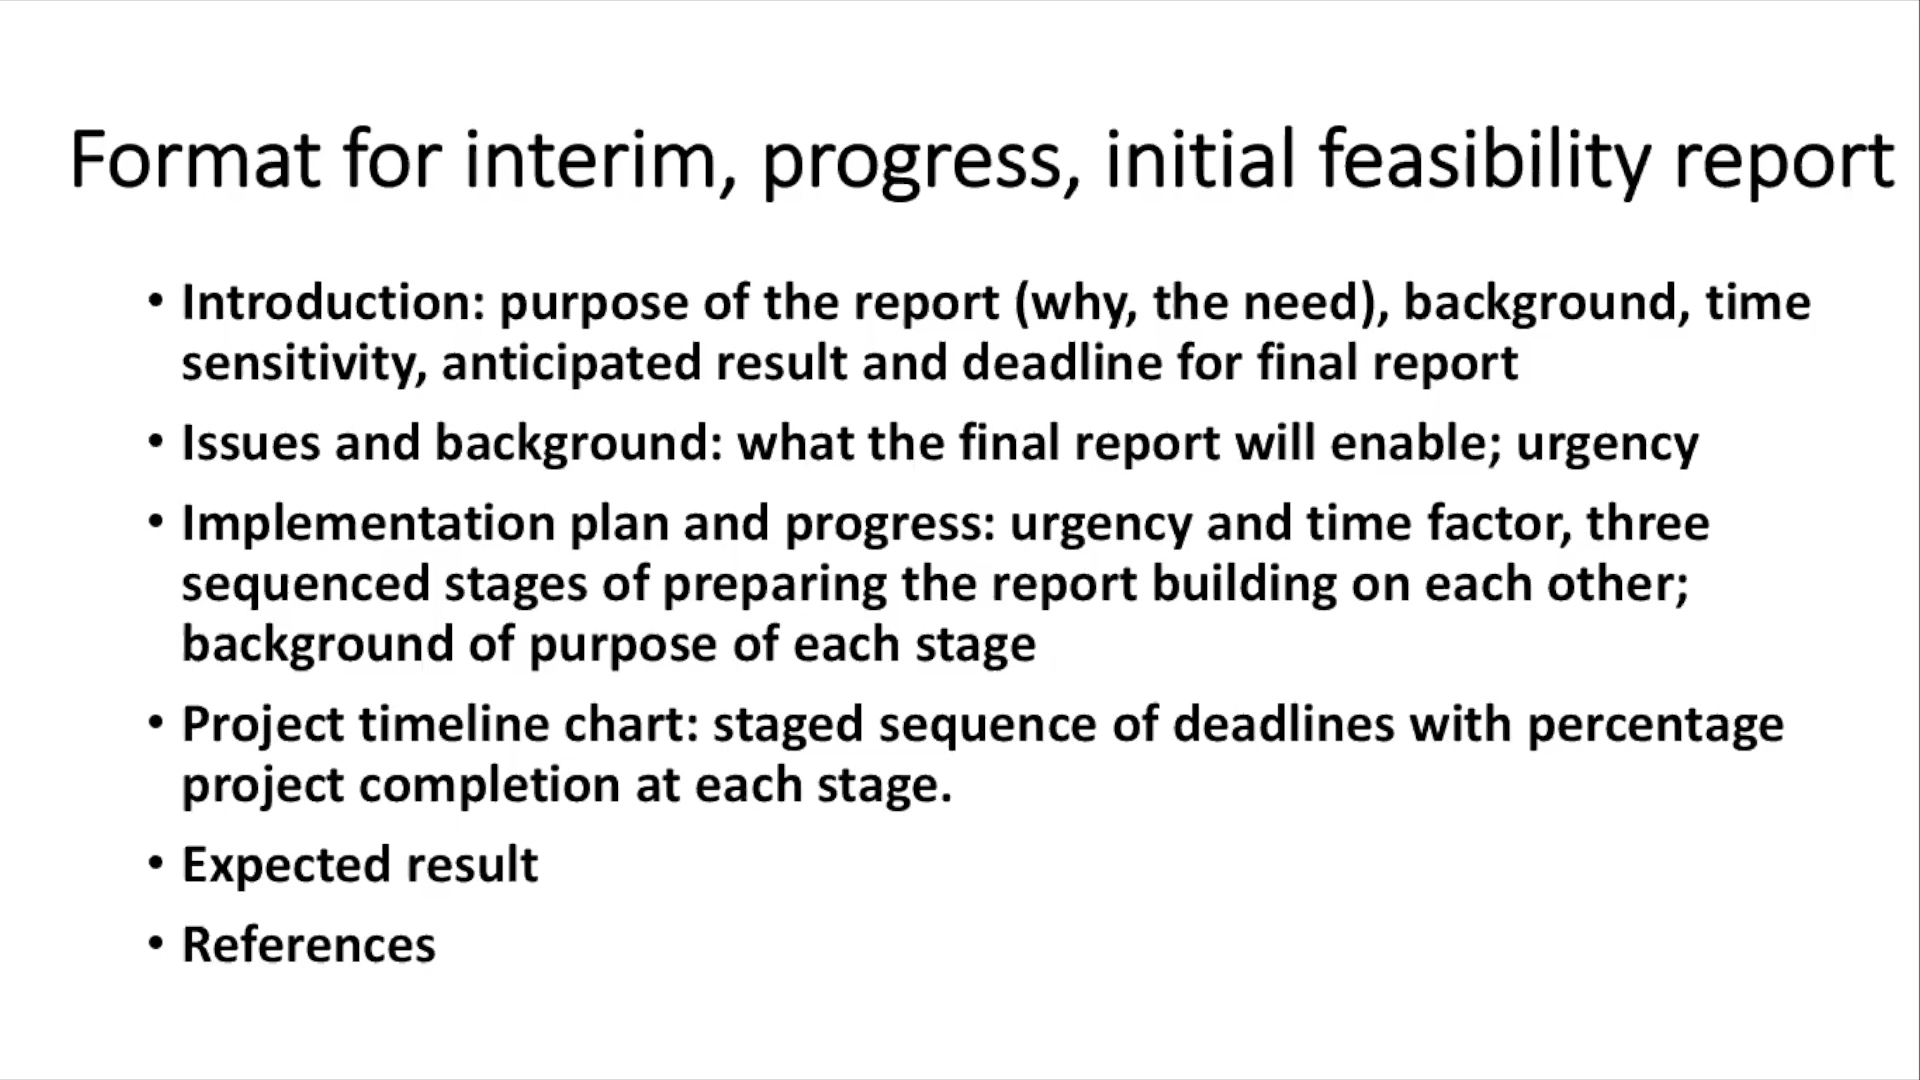 Format for interim, progress, initial feasibility report
• Introduction: purpose of the report (why, the need), background, time
sensitivity, anticipated result and deadline for final report
• Issues and background: what the final report will enable; urgency
• Implementation plan and progress: urgency and time factor, three
sequenced stages of preparing the report building on each other;
background of purpose of each stage
• Project timeline chart: staged sequence of deadlines with percentage
project completion at each stage.
• Expected result
• References